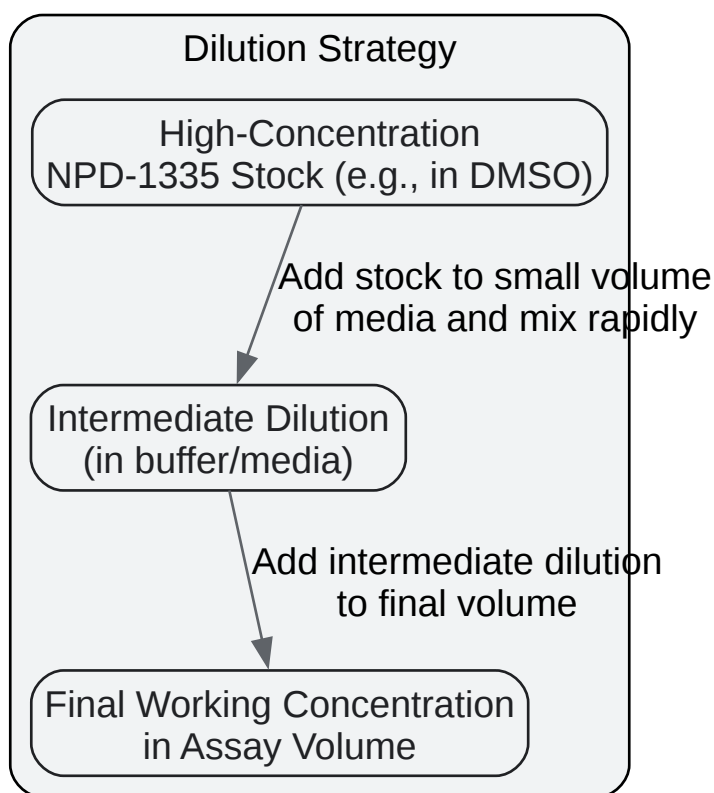 Dilution Strategy
High-Concentration
NPD-1335 Stock (e.g., in DMSO)
Add stock to small volume
of media and mix rapidly
Intermediate Dilution
(in buffer/media)
Add intermediate dilution
to final volume
Final Working Concentration
in Assay Volume